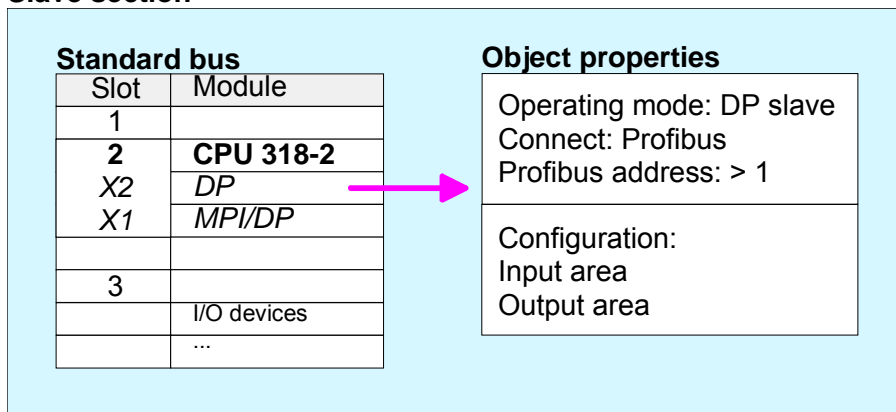 Slave section
Standard bus
Slot Module
1
2 CPU 318-2
X2 DP
X1 MPI/DP
3
I/O devices
...
Object properties
Operating mode: DP slave
Connect: Profibus
Profibus address: > 1
Configuration:
Input area
Output area